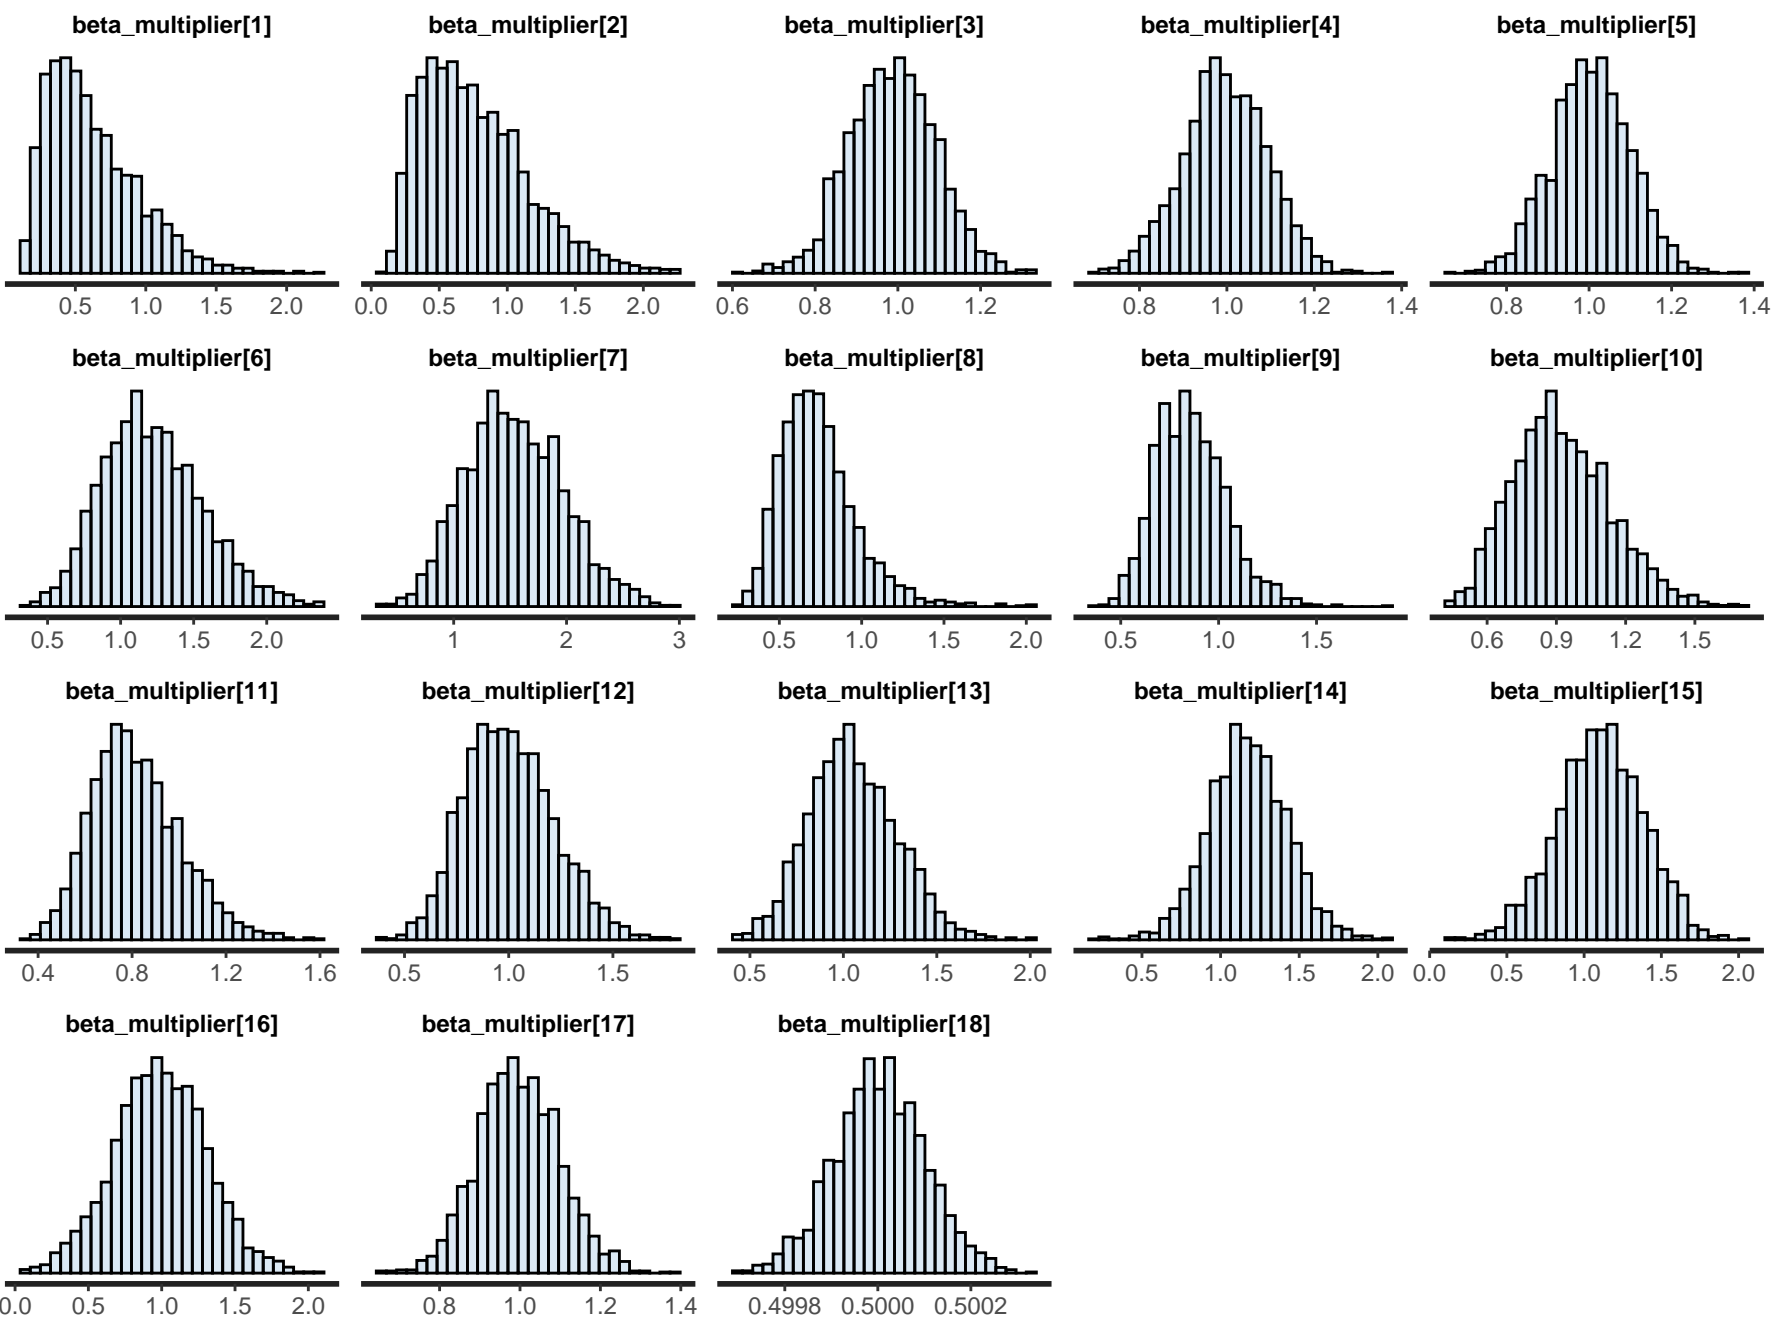 beta_multiplier[1] beta_multiplier[2] beta_multiplier[3] beta_multiplier[4] beta_multiplier[5]
0.5 1.0 1.5 2.0 0.0 0.5 1.0 1.5 2.0 0.6 0.8 1.0 1.2 0.8 1.0 1.2 1.4 0.8 1.0 1.2 1.4
beta_multiplier[6] beta_multiplier[7] beta_multiplier[8] beta_multiplier[9] beta_multiplier[10]
0.5 1.0 1.5 2.0 1 2 3 0.5 1.0 1.5 2.0 0.5 1.0 1.5 0.6 0.9 1.2 1.5
beta_multiplier[11] beta_multiplier[12] beta_multiplier[13] beta_multiplier[14] beta_multiplier[15]
0.4 0.8 1.2 1.6 0.5 1.0 1.5 0.5 1.0 1.5 2.0 0.5 1.0 1.5 2.0 0.0 0.5 1.0 1.5 2.0
beta_multiplier[16] beta_multiplier[17] beta_multiplier[18]
0.0 0.5 1.0 1.5 2.0 0.8 1.0 1.2 1.4 0.4998 0.5000 0.5002